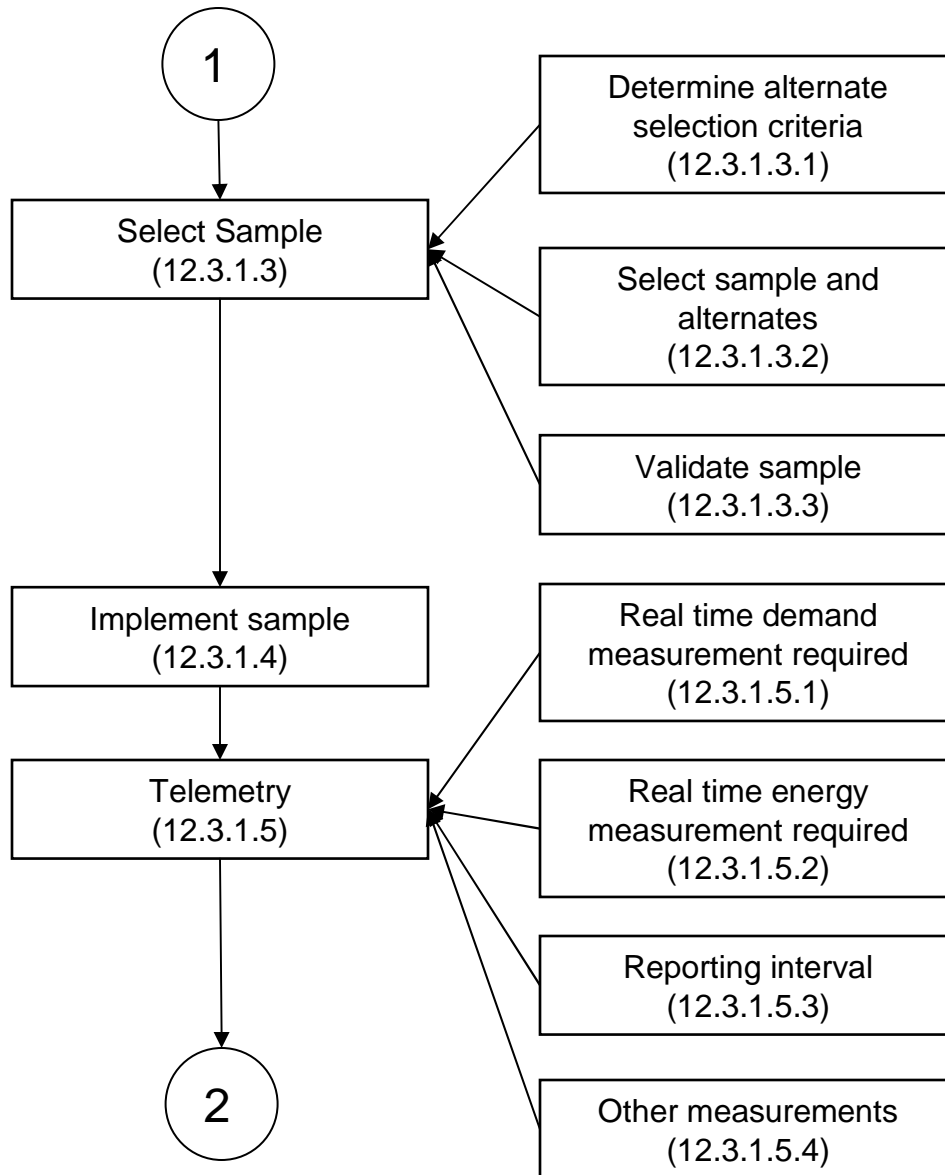 1
Determine alternate
selection criteria
(12.3.1.3.1)
Select Sample
(12.3.1.3)
Select sample and
alternates
(12.3.1.3.2)
Validate sample
(12.3.1.3.3)
Implement sample
(12.3.1.4)
Real time demand
measurement required
(12.3.1.5.1)
Telemetry
(12.3.1.5)
Real time energy
measurement required
(12.3.1.5.2)
Reporting interval
(12.3.1.5.3)
2
Other measurements
(12.3.1.5.4)